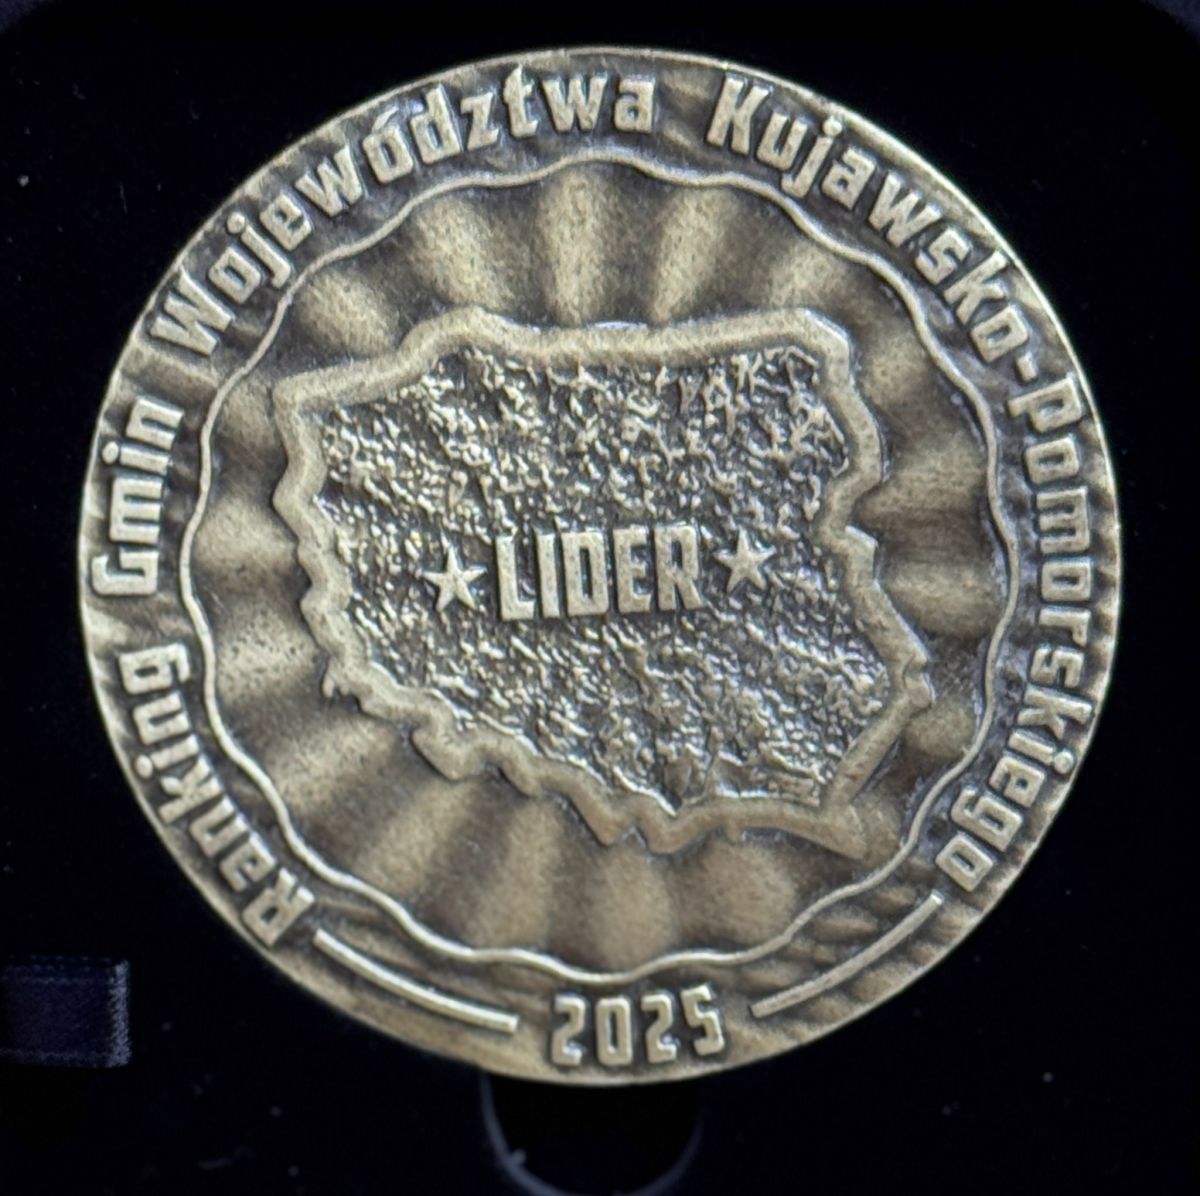 Ranking Gmin Województwa Kujawsko-Pomorskiego
★ LIDER ★
2025